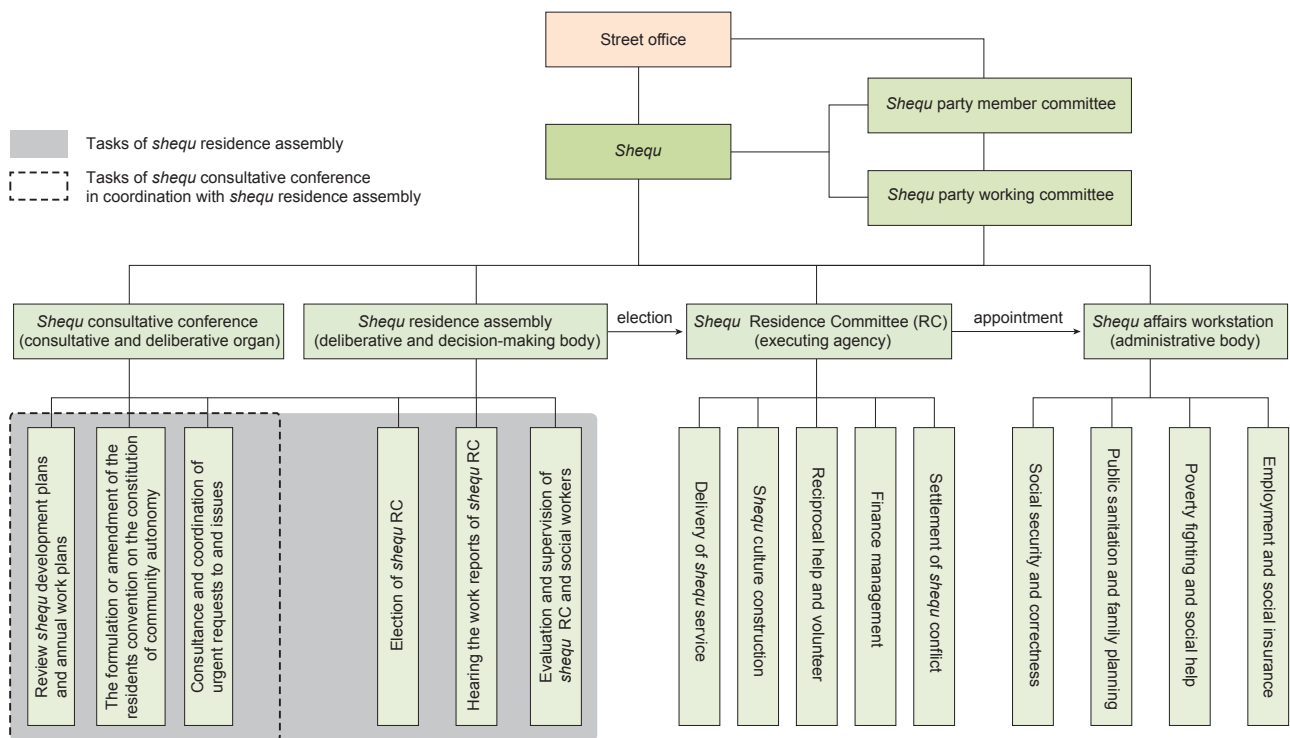 Street office
Shequ party member committee
Tasks of shequ residence assembly
Shequ
Tasks of shequ consultative conference
in coordination with shequ residence assembly
Shequ party working committee
Shequ consultative conference
(consultative and deliberative organ)
Shequ residence assembly
(deliberative and decision-making body)
election
Shequ Residence Committee (RC)
(executing agency)
appointment
Shequ affairs workstation
(administrative body)
Review shequ development plans
and annual work plans
The formulation or amendment of the
residents convention on the constitution
of community autonomy
Consultance and coordination of
urgent requests to and issues
Election of shequ RC
Hearing the work reports of shequ RC
Evaluation and supervision of
shequ RC and social workers
Delivery of shequ service
Shequ culture construction
Reciprocal help and volunteer
Finance management
Settlement of shequ conflict
Social security and correctness
Public sanitation and family planning
Poverty fighting and social help
Employment and social insurance